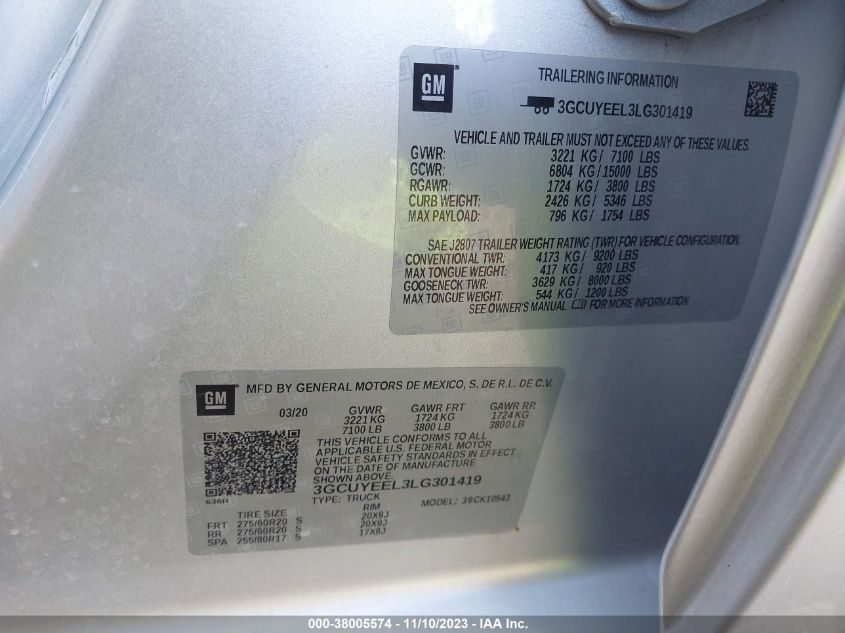 GM
TRAILERING INFORMATION
3GCUYEEL3LG301419
VEHICLE AND TRAILER MUST NOT EXCEED ANY OF THESE VALUES.
GVWR: 3221 KG / 7100 LBS
GCWR: 6804 KG / 15000 LBS
RGAWR: 1724 KG / 3800 LBS
CURB WEIGHT: 2426 KG / 5346 LBS
MAX PAYLOAD: 796 KG / 1754 LBS
SAE J2807 TRAILER WEIGHT RATING (TWR) FOR VEHICLE CONFIGURATION.
CONVENTIONAL TWR: 4173 KG / 9200 LBS
MAX TONGUE WEIGHT: 417 KG / 920 LBS
GOOSENECK TWR: 3629 KG / 8000 LBS
MAX TONGUE WEIGHT: 544 KG / 1200 LBS
SEE OWNER'S MANUAL FOR MORE INFORMATION
GM
MFD BY GENERAL MOTORS DE MEXICO, S. DE R.L. DE C.V.
03/20 GVWR GAWR FRT GAWR RR
3221 KG 1724 KG 1724 KG
7100 LB 3800 LB 3800 LB
THIS VEHICLE CONFORMS TO ALL
APPLICABLE U.S. FEDERAL MOTOR
VEHICLE SAFETY STANDARDS IN EFFECT
ON THE DATE OF MANUFACTURE
SHOWN ABOVE.
3GCUYEEL3LG301419
636R TYPE: TRUCK MODEL: 39CK10543
TIRE SIZE RIM
FRT 275/60R20 S 20X9J
RR 275/60R20 S 20X9J
SPA 255/80R17 S 17X8J
000-38005574 - 11/10/2023 - IAA Inc.